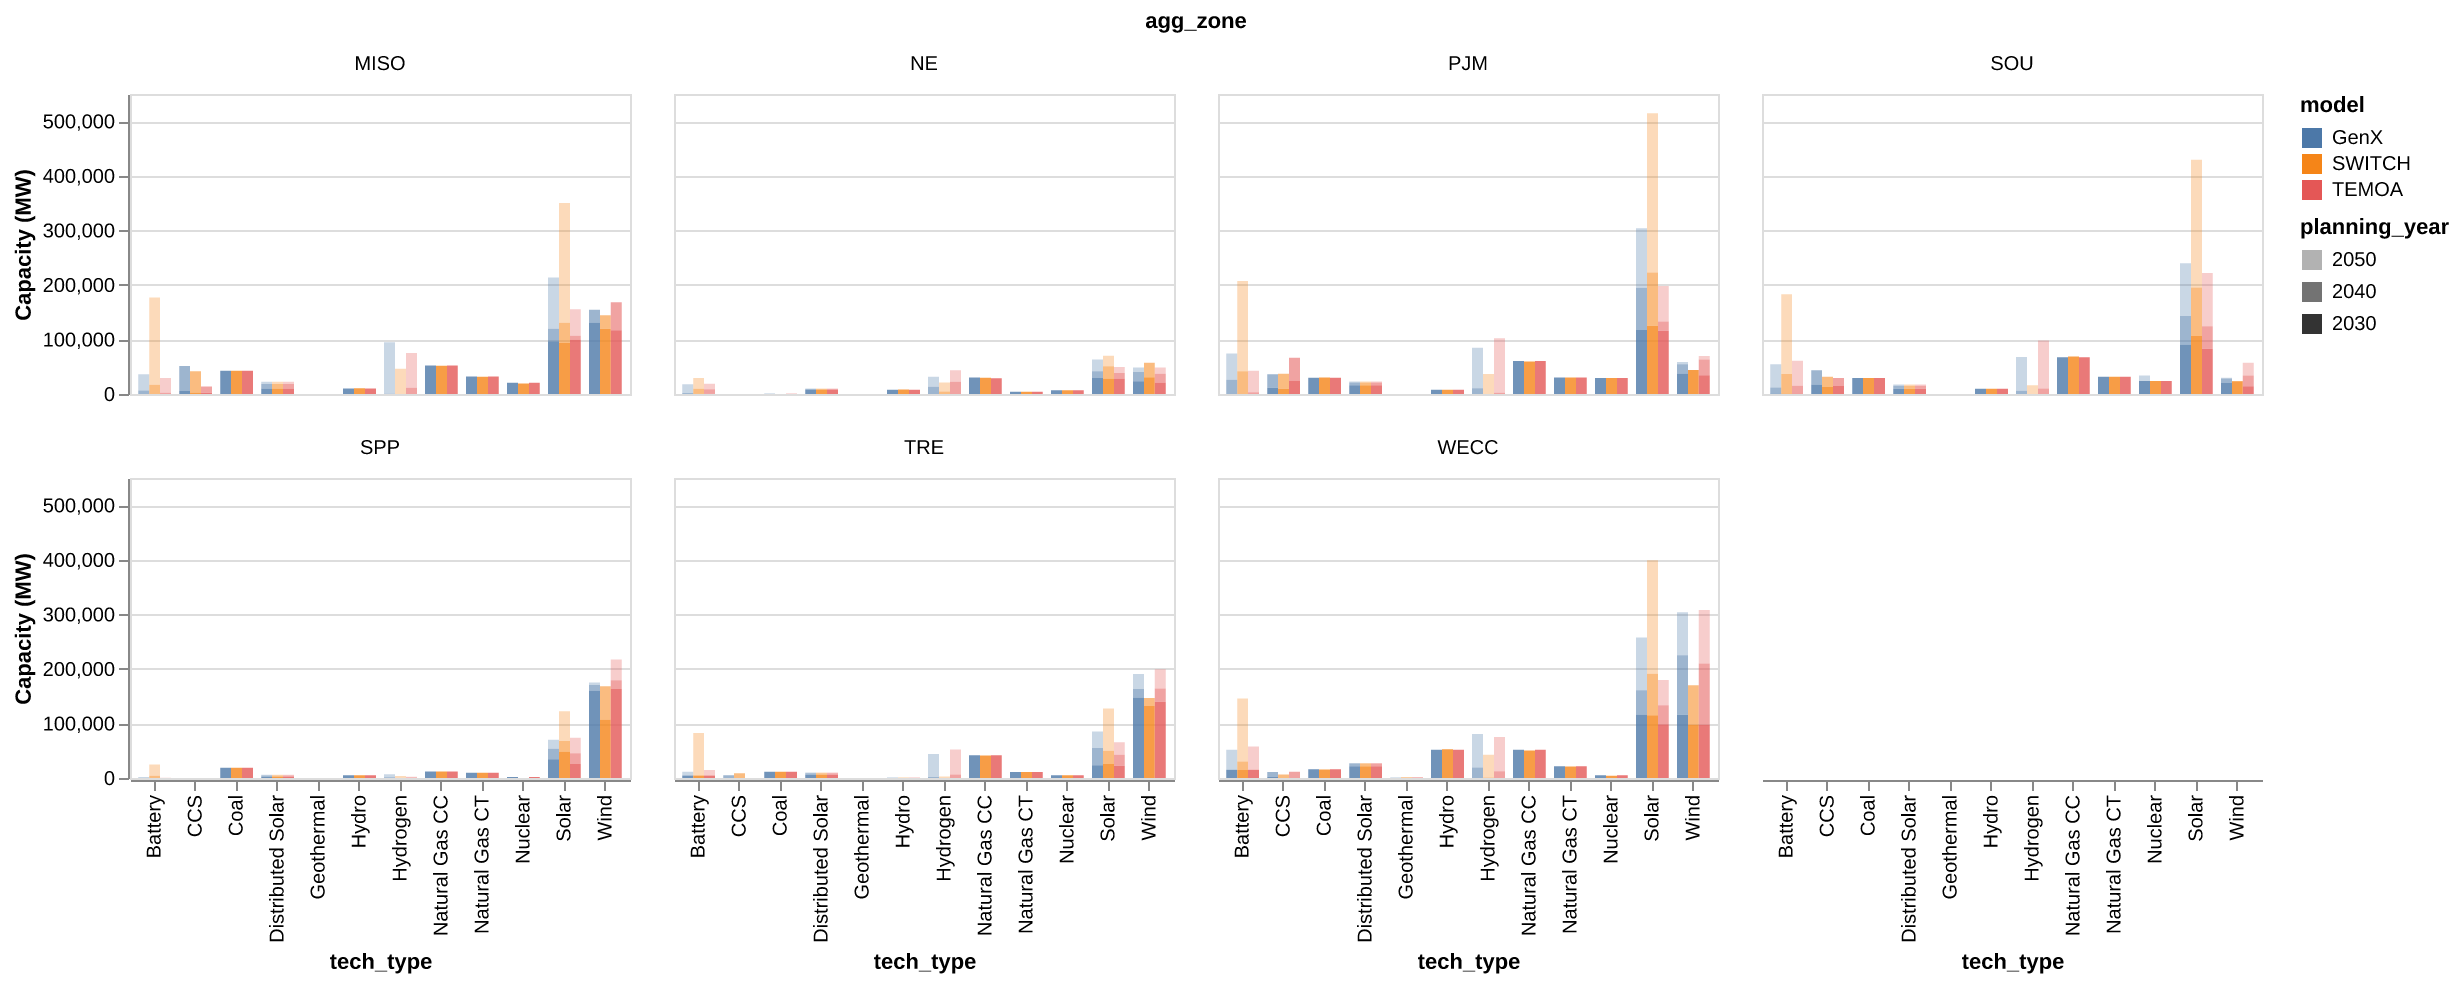 agg_zone
MISO
NE
PJM
SOU
Capacity (MW)
500,000
400,000
300,000
200,000
100,000
0
model
GenX
SWITCH
TEMOA
planning_year
2050
2040
2030
SPP
TRE
WECC
Capacity (MW)
500,000
400,000
300,000
200,000
100,000
0
Battery
CCS
Coal
Distributed Solar
Geothermal
Hydro
Hydrogen
Natural Gas CC
Natural Gas CT
Nuclear
Solar
Wind
tech_type
Battery
CCS
Coal
Distributed Solar
Geothermal
Hydro
Hydrogen
Natural Gas CC
Natural Gas CT
Nuclear
Solar
Wind
tech_type
Battery
CCS
Coal
Distributed Solar
Geothermal
Hydro
Hydrogen
Natural Gas CC
Natural Gas CT
Nuclear
Solar
Wind
tech_type
Battery
CCS
Coal
Distributed Solar
Geothermal
Hydro
Hydrogen
Natural Gas CC
Natural Gas CT
Nuclear
Solar
Wind
tech_type